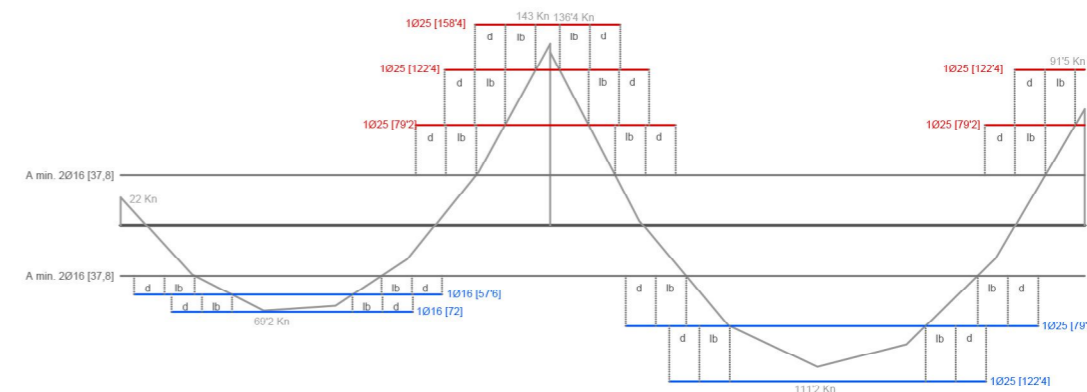 143 Kn 136'4 Kn
1Ø25 [158'4]
d lb lb d
1Ø25 [122'4] 1Ø25 [122'4] 91'5 Kn
d lb lb d d lb
1Ø25 [79'2] 1Ø25 [79'2]
d lb lb d d lb
A min. 2Ø16 [37,8]
22 Kn
A min. 2Ø16 [37,8]
d lb lb d d lb lb d
1Ø16 [57'6]
d lb lb d
1Ø16 [72]
69'2 Kn
1Ø25 [79'
d lb lb d
1Ø25 [122'4]
111'2 Kn